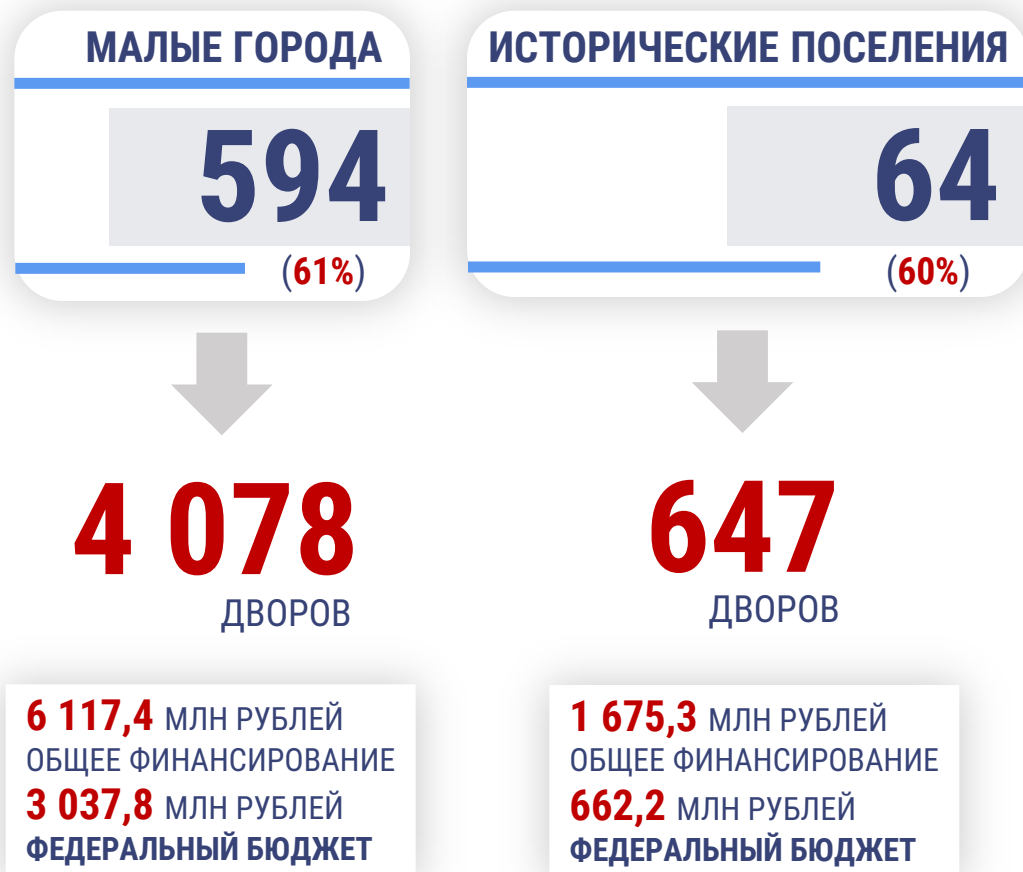 МАЛЫЕ ГОРОДА
594
(61%)
4 078
ДВОРОВ
6 117,4 МЛН РУБЛЕЙ
ОБЩЕЕ ФИНАНСИРОВАНИЕ
3 037,8 МЛН РУБЛЕЙ
ФЕДЕРАЛЬНЫЙ БЮДЖЕТ
ИСТОРИЧЕСКИЕ ПОСЕЛЕНИЯ
64
(60%)
647
ДВОРОВ
1 675,3 МЛН РУБЛЕЙ
ОБЩЕЕ ФИНАНСИРОВАНИЕ
662,2 МЛН РУБЛЕЙ
ФЕДЕРАЛЬНЫЙ БЮДЖЕТ